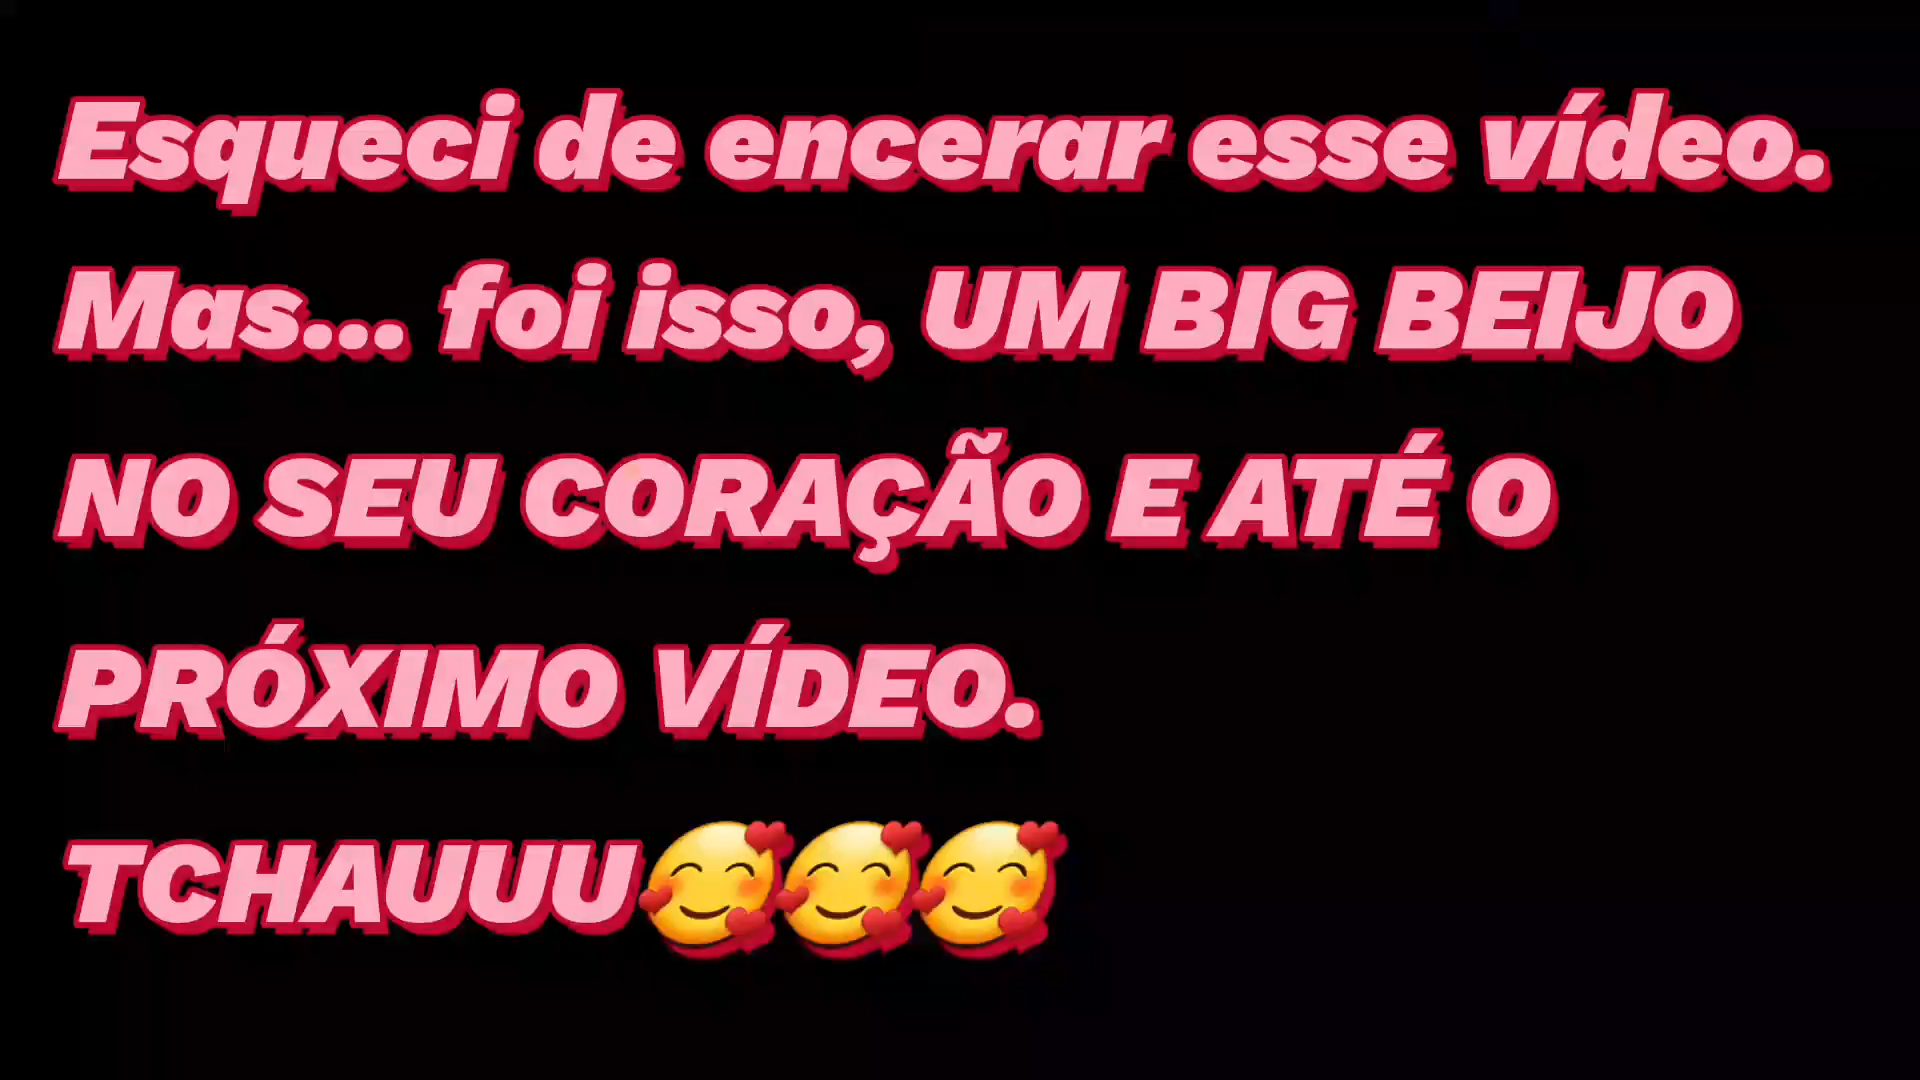 Esqueci de encerar esse vídeo.
Mas... foi isso, UM BIG BEIJO
NO SEU CORAÇÃO E ATÉ O
PRÓXIMO VÍDEO.
TCHAUUU🥰🥰🥰